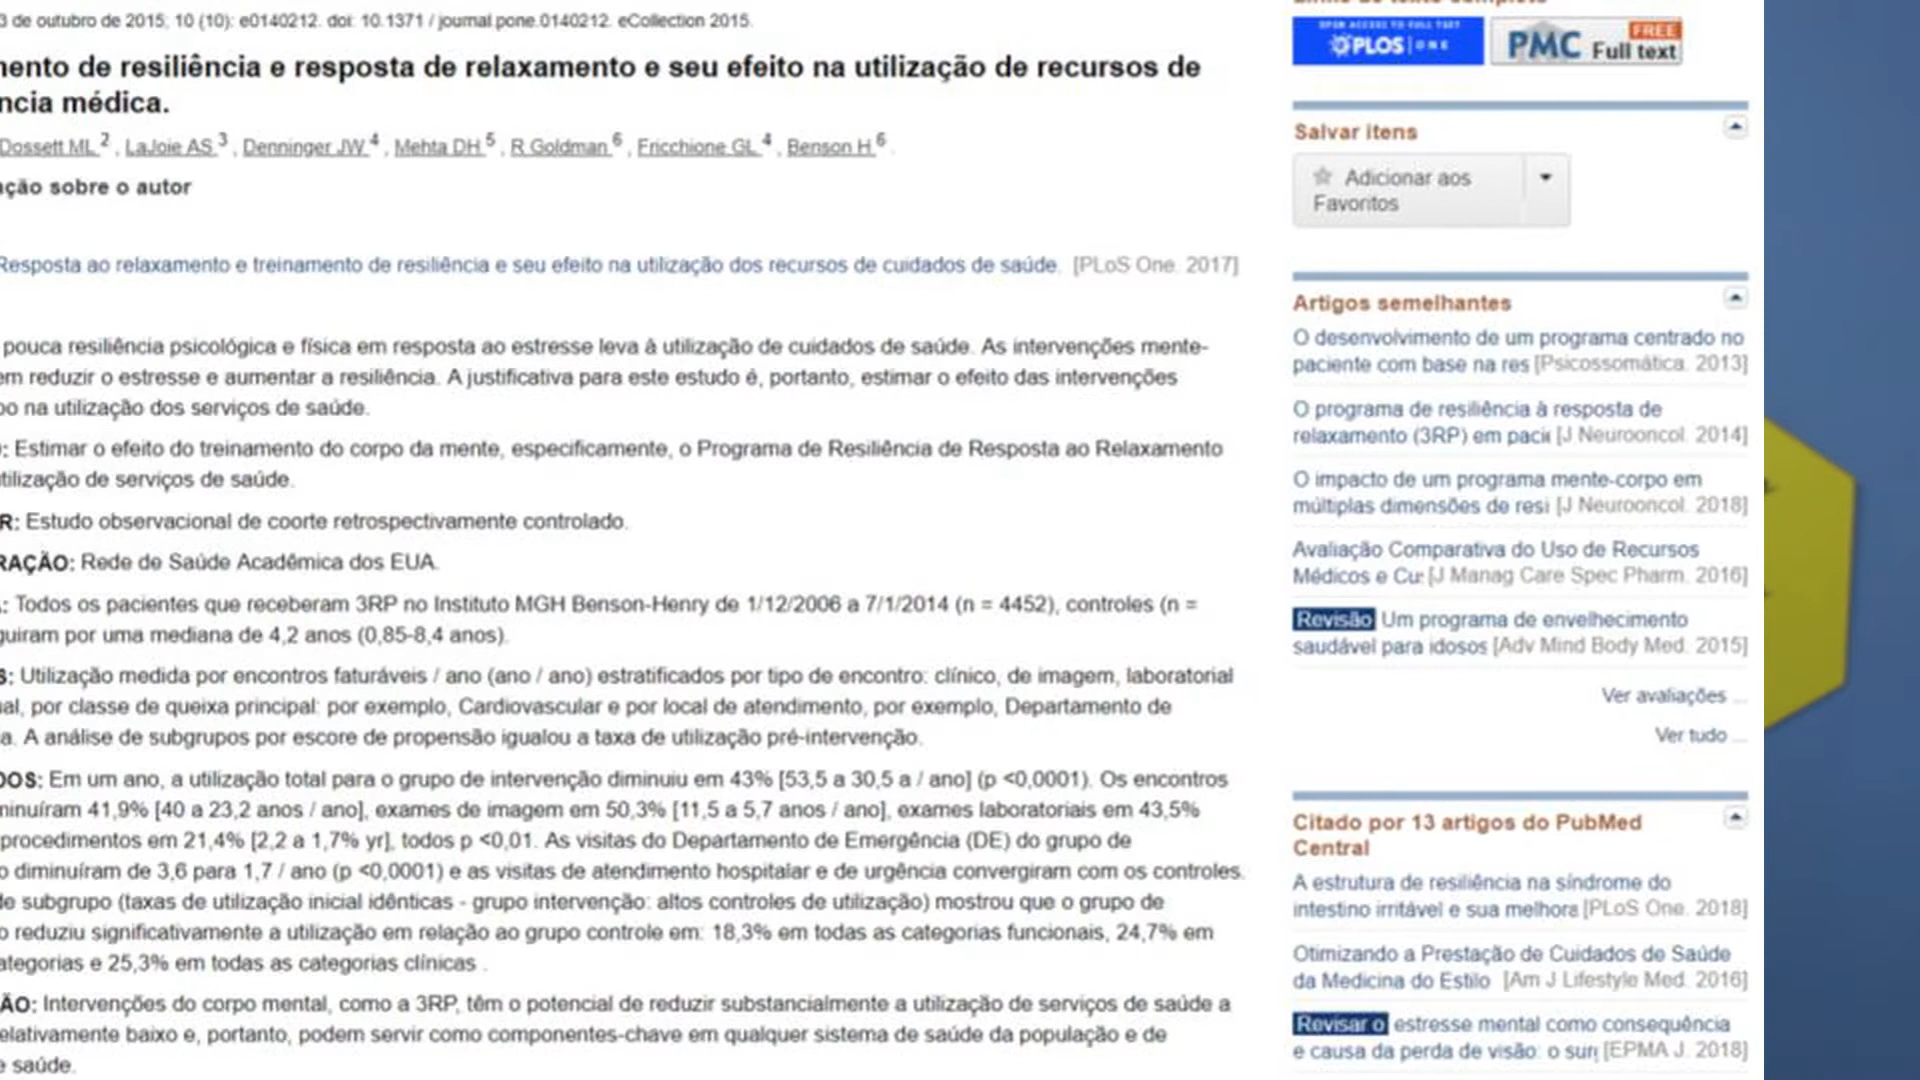 3 de outubro de 2015; 10 (10): e0140212. doi: 10.1371 / journal.pone.0140212. eCollection 2015.
mento de resiliência e resposta de relaxamento e seu efeito na utilização de recursos de
ncia médica.
Dossett ML 2, LaJoie AS 3, Denninger JW 4, Mehta DH 5, R Goldman 6, Fricchione GL 4, Benson H 6.
ção sobre o autor
Resposta ao relaxamento e treinamento de resiliência e seu efeito na utilização dos recursos de cuidados de saúde. [PLoS One. 2017]
pouca resiliência psicológica e física em resposta ao estresse leva à utilização de cuidados de saúde. As intervenções mente-
em reduzir o estresse e aumentar a resiliência. A justificativa para este estudo é, portanto, estimar o efeito das intervenções
po na utilização dos serviços de saúde.
: Estimar o efeito do treinamento do corpo da mente, especificamente, o Programa de Resiliência de Resposta ao Relaxamento
tilização de serviços de saúde.
R: Estudo observacional de coorte retrospectivamente controlado.
RAÇÃO: Rede de Saúde Acadêmica dos EUA.
: Todos os pacientes que receberam 3RP no Instituto MGH Benson-Henry de 1/12/2006 a 7/1/2014 (n = 4452), controles (n =
guiram por uma mediana de 4,2 anos (0,85-8,4 anos).
S: Utilização medida por encontros faturáveis / ano (ano / ano) estratificados por tipo de encontro: clínico, de imagem, laboratorial
al, por classe de queixa principal: por exemplo, Cardiovascular e por local de atendimento, por exemplo, Departamento de
a. A análise de subgrupos por escore de propensão igualou a taxa de utilização pré-intervenção.
DOS: Em um ano, a utilização total para o grupo de intervenção diminuiu em 43% [53,5 a 30,5 a / ano] (p <0,0001). Os encontros
minuíram 41,9% [40 a 23,2 anos / ano], exames de imagem em 50,3% [11,5 a 5,7 anos / ano], exames laboratoriais em 43,5%
procedimentos em 21,4% [2,2 a 1,7% yr], todos p <0,01. As visitas do Departamento de Emergência (DE) do grupo de
o diminuíram de 3,6 para 1,7 / ano (p <0,0001) e as visitas de atendimento hospitalar e de urgência convergiram com os controles.
de subgrupo (taxas de utilização inicial idênticas - grupo intervenção: altos controles de utilização) mostrou que o grupo de
o reduziu significativamente a utilização em relação ao grupo controle em: 18,3% em todas as categorias funcionais, 24,7% em
ategorias e 25,3% em todas as categorias clínicas .
ÃO: Intervenções do corpo mental, como a 3RP, têm o potencial de reduzir substancialmente a utilização de serviços de saúde a
elativamente baixo e, portanto, podem servir como componentes-chave em qualquer sistema de saúde da população e de
e saúde.
OPEN ACCESS TO FULL TEXT
PLOS | ONE
PMC FREE Full text
Salvar itens
Adicionar aos
Favoritos
Artigos semelhantes
O desenvolvimento de um programa centrado no
paciente com base na res [Psicossomática. 2013]
O programa de resiliência à resposta de
relaxamento (3RP) em paci [J Neurooncol. 2014]
O impacto de um programa mente-corpo em
múltiplas dimensões de resi [J Neurooncol. 2018]
Avaliação Comparativa do Uso de Recursos
Médicos e Cu: [J Manag Care Spec Pharm. 2016]
Revisão Um programa de envelhecimento
saudável para idosos [Adv Mind Body Med. 2015]
Ver avaliações ...
Ver tudo ...
Citado por 13 artigos do PubMed
Central
A estrutura de resiliência na síndrome do
intestino irritável e sua melhora [PLoS One. 2018]
Otimizando a Prestação de Cuidados de Saúde
da Medicina do Estilo [Am J Lifestyle Med. 2016]
Revisar o estresse mental como consequência
e causa da perda de visão: o surg [EPMA J. 2018]